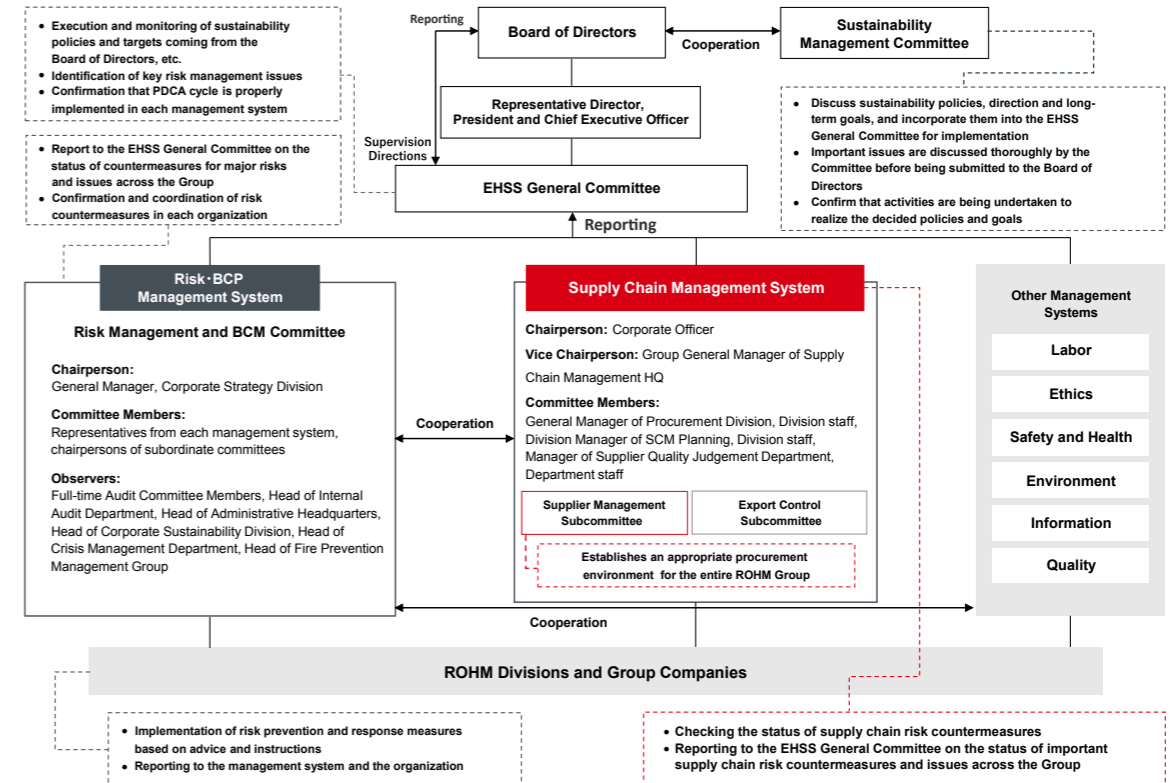 • Execution and monitoring of sustainability
policies and targets coming from the
Board of Directors, etc.
• Identification of key risk management issues
• Confirmation that PDCA cycle is properly
implemented in each management system
• Report to the EHSS General Committee on the
status of countermeasures for major risks
and issues across the Group
• Confirmation and coordination of risk
countermeasures in each organization
Reporting
Board of Directors
Cooperation
Sustainability
Management Committee
Representative Director,
President and Chief Executive Officer
Supervision
Directions
EHSS General Committee
• Discuss sustainability policies, direction and long-
term goals, and incorporate them into the EHSS
General Committee for implementation
• Important issues are discussed thoroughly by the
Committee before being submitted to the Board of
Directors
• Confirm that activities are being undertaken to
realize the decided policies and goals
Reporting
Risk・BCP
Management System
Risk Management and BCM Committee
Chairperson:
General Manager, Corporate Strategy Division
Committee Members:
Representatives from each management system,
chairpersons of subordinate committees
Observers:
Full-time Audit Committee Members, Head of Internal
Audit Department, Head of Administrative Headquarters,
Head of Corporate Sustainability Division, Head of
Crisis Management Department, Head of Fire Prevention
Management Group
Cooperation
Supply Chain Management System
Chairperson: Corporate Officer
Vice Chairperson: Group General Manager of Supply
Chain Management HQ
Committee Members:
General Manager of Procurement Division, Division staff,
Division Manager of SCM Planning, Division staff,
Manager of Supplier Quality Judgement Department,
Department staff
Supplier Management
Subcommittee
Export Control
Subcommittee
Establishes an appropriate procurement
environment for the entire ROHM Group
Other Management
Systems
Labor
Ethics
Safety and Health
Environment
Information
Quality
Cooperation
ROHM Divisions and Group Companies
• Implementation of risk prevention and response measures
based on advice and instructions
• Reporting to the management system and the organization
• Checking the status of supply chain risk countermeasures
• Reporting to the EHSS General Committee on the status of important
supply chain risk countermeasures and issues across the Group